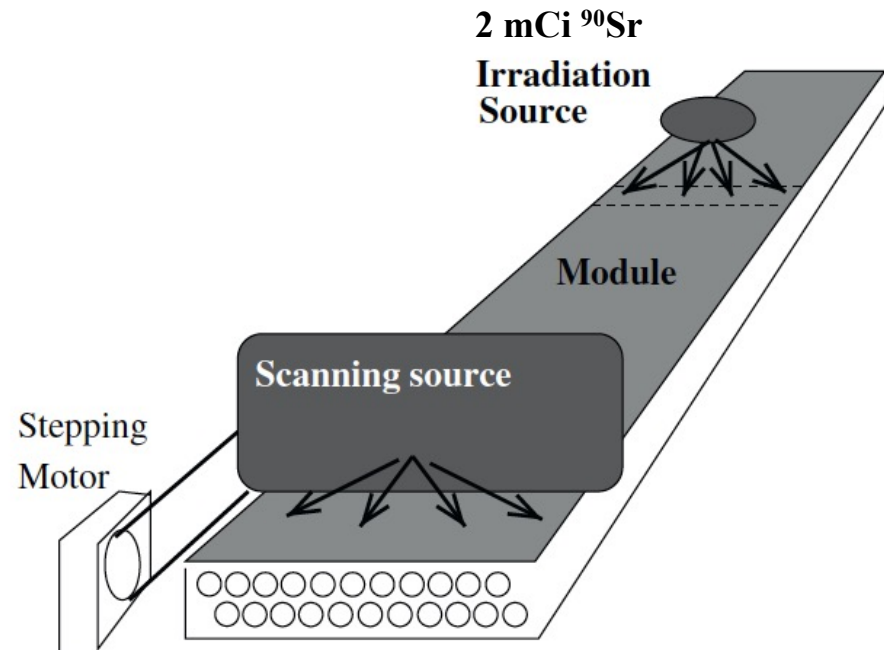 2 mCi ⁹⁰Sr
Irradiation
Source
Module
Scanning source
Stepping
Motor